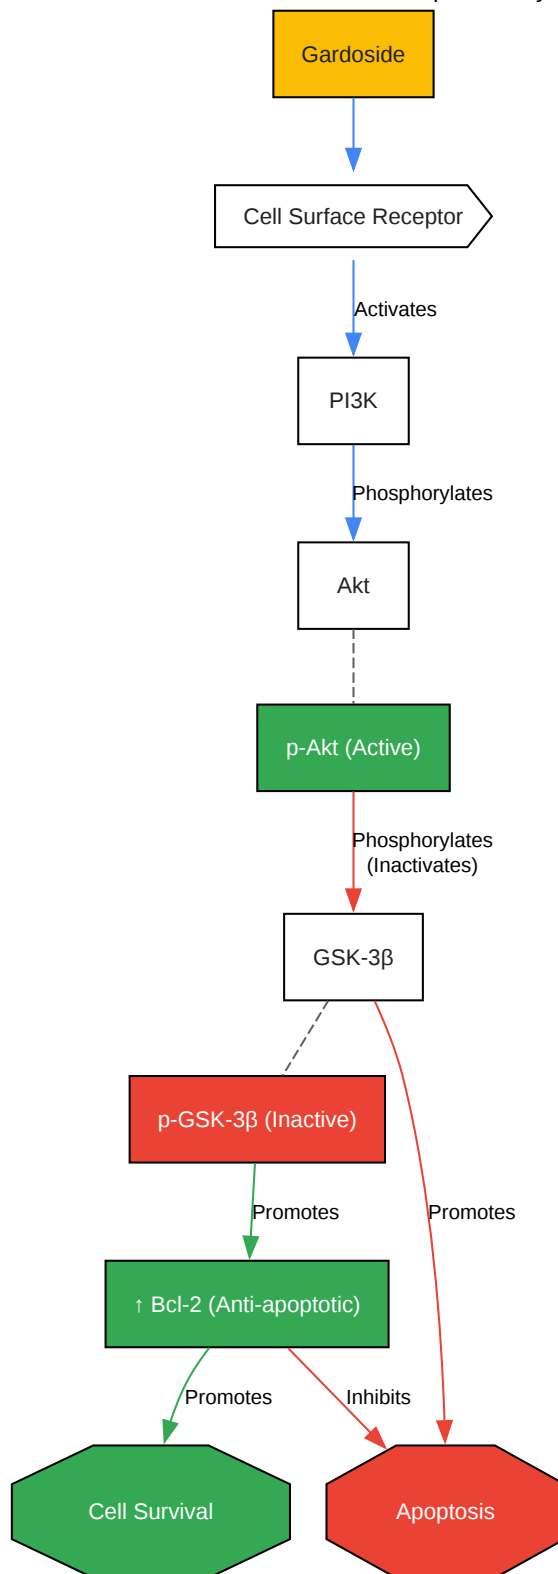 Gardoside
Cell Surface Receptor
Activates
PI3K
Phosphorylates
Akt
p-Akt (Active)
Phosphorylates
(Inactivates)
GSK-3β
p-GSK-3β (Inactive)
Promotes
Promotes
↑ Bcl-2 (Anti-apoptotic)
Promotes
Inhibits
Cell Survival
Apoptosis